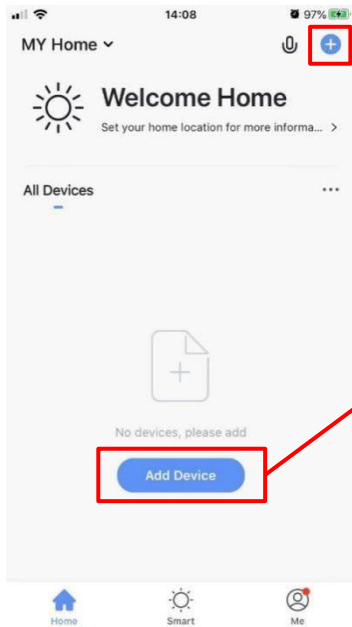 14:08
97%
MY Home
Welcome Home
Set your home location for more informa...
All Devices
No devices, please add
Add Device
Home
Smart
Me